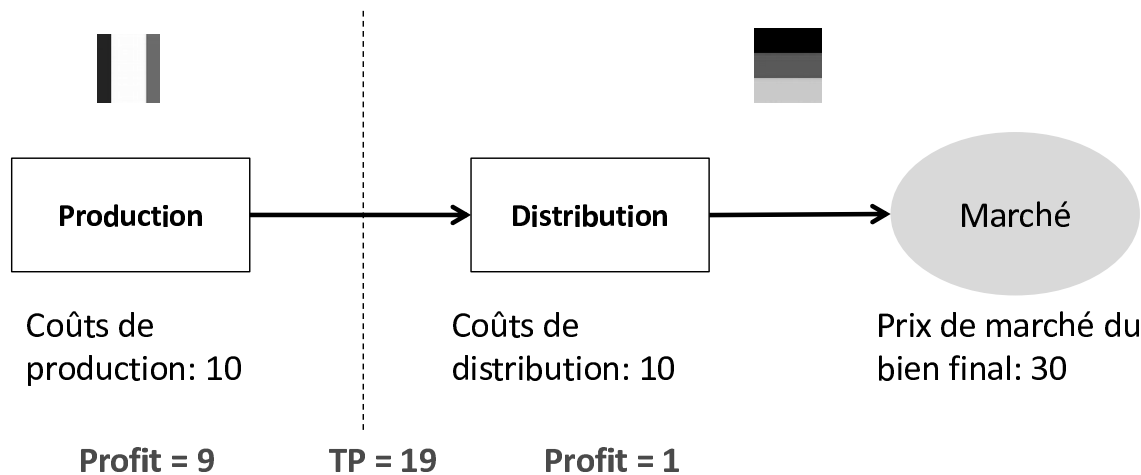 Production
Distribution
Marché
Coûts de
production: 10
Coûts de
distribution: 10
Prix de marché du
bien final: 30
Profit = 9
TP = 19
Profit = 1